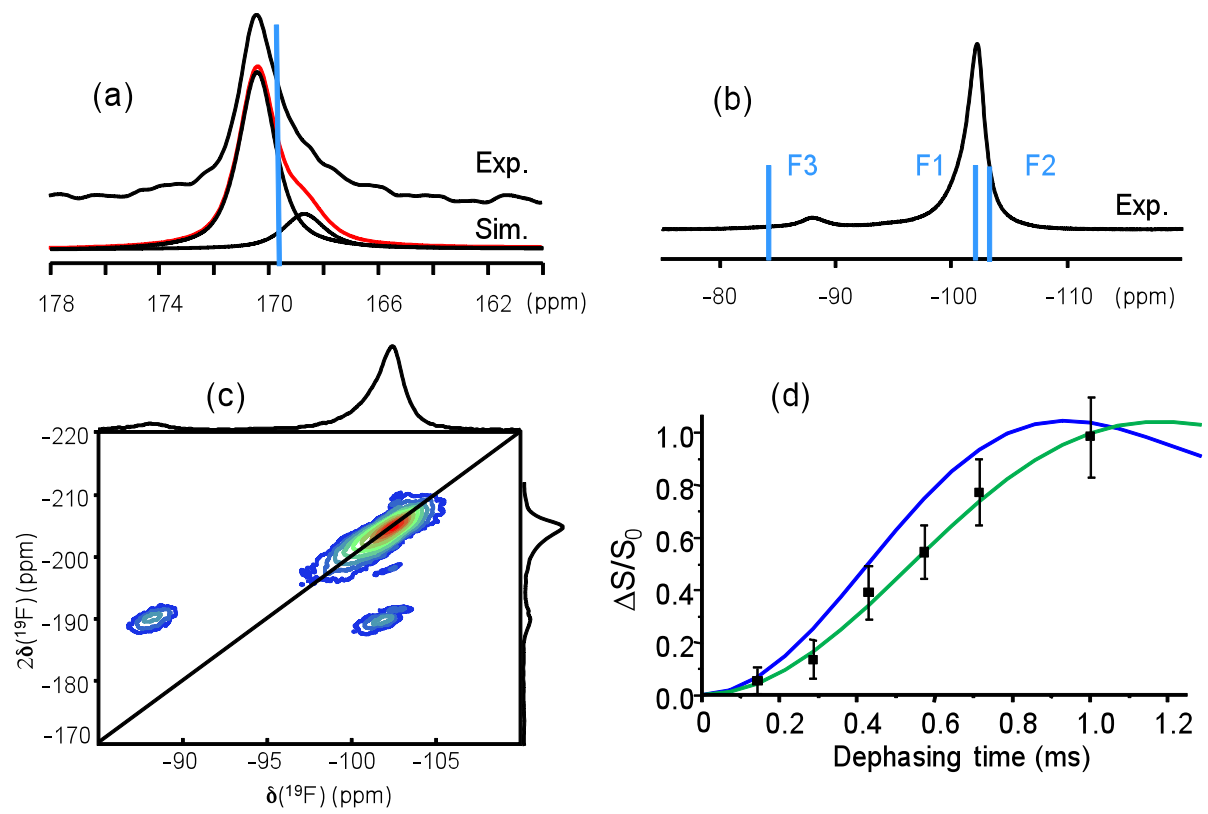 (a)
Exp.
Sim.
178 174 170 166 162 (ppm)
(b)
F3 F1 F2
Exp.
-80 -90 -100 -110 (ppm)
(c)
2δ(¹⁹F) (ppm)
-220
-210
-200
-190
-180
-170
-90 -95 -100 -105
δ(¹⁹F) (ppm)
(d)
ΔS/S₀
1.0
0.8
0.6
0.4
0.2
0.0
0 0.2 0.4 0.6 0.8 1.0 1.2
Dephasing time (ms)